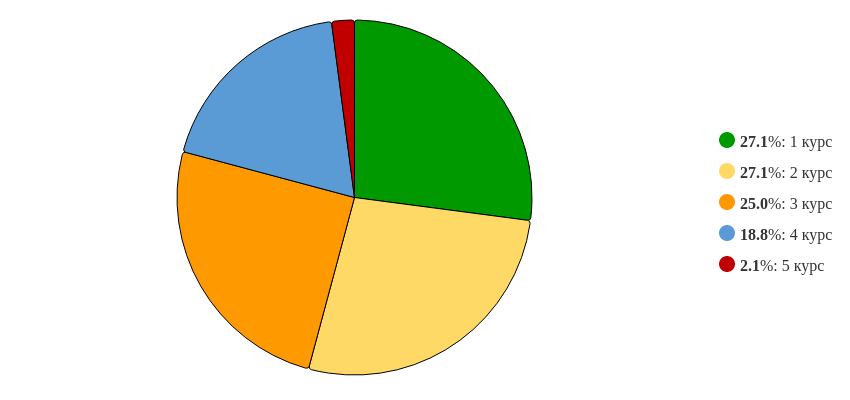 27.1%: 1 курс
27.1%: 2 курс
25.0%: 3 курс
18.8%: 4 курс
2.1%: 5 курс